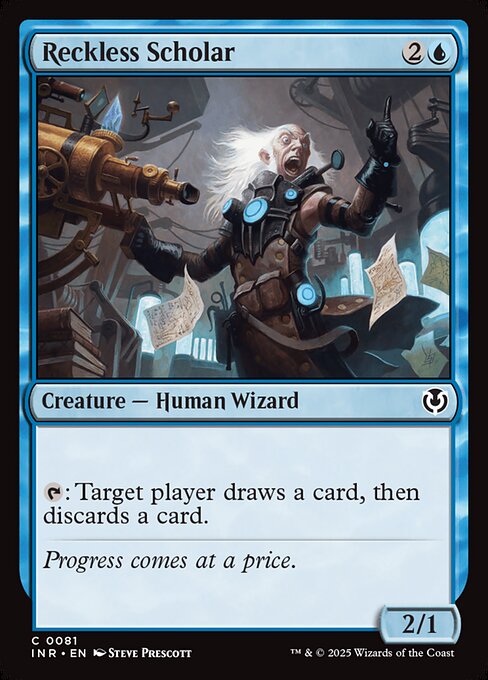 Reckless Scholar 2
Creature — Human Wizard
: Target player draws a card, then
discards a card.
Progress comes at a price.
2/1
C 0081
INR • EN Steve Prescott ™ & © 2025 Wizards of the Coast